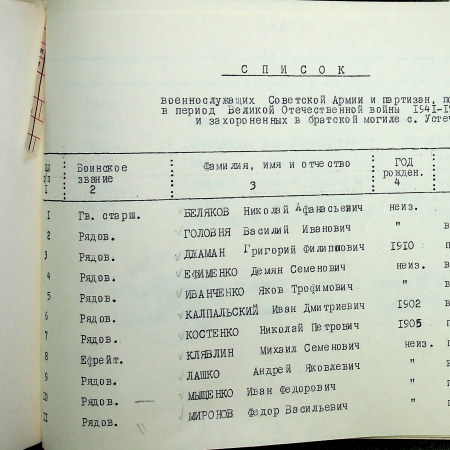 СПИСОК
военнослужащих Советской Армии и партизан, по
в период Великой Отечественной войны 1941-19
и захороненных в братской могиле с. Устеч
Воинское звание Фамилия, имя и отчество ГОД рожден.
I 2 3 4
I Гв. старш. БЕЛЯКОВ Николай Афанасьевич неиз.
2 Рядов. ГОЛОВНЯ Василий Иванович " в
3 Рядов. ДЖАМАН Григорий Филиппович 1910 п
4 Рядов. ЕФИМЕНКО Демян Семенович неиз. в
5 Рядов. ИВАНЧЕНКО Яков Трофимович " в
6 Рядов. КАЛПАЛЬСКИЙ Иван Дмитриевич 1902 в
7 Рядов. КОСТЕНКО Николай Петрович 1905 п
8 Ефрейт. КЛЯВЛИН Михаил Семенович неиз. п
9 Рядов. ЛАШКО Андрей Яковлевич " в
10 Рядов. МЫЩЕНКО Иван Федорович " п
II Рядов. МИРОНОВ Федор Васильевич " п